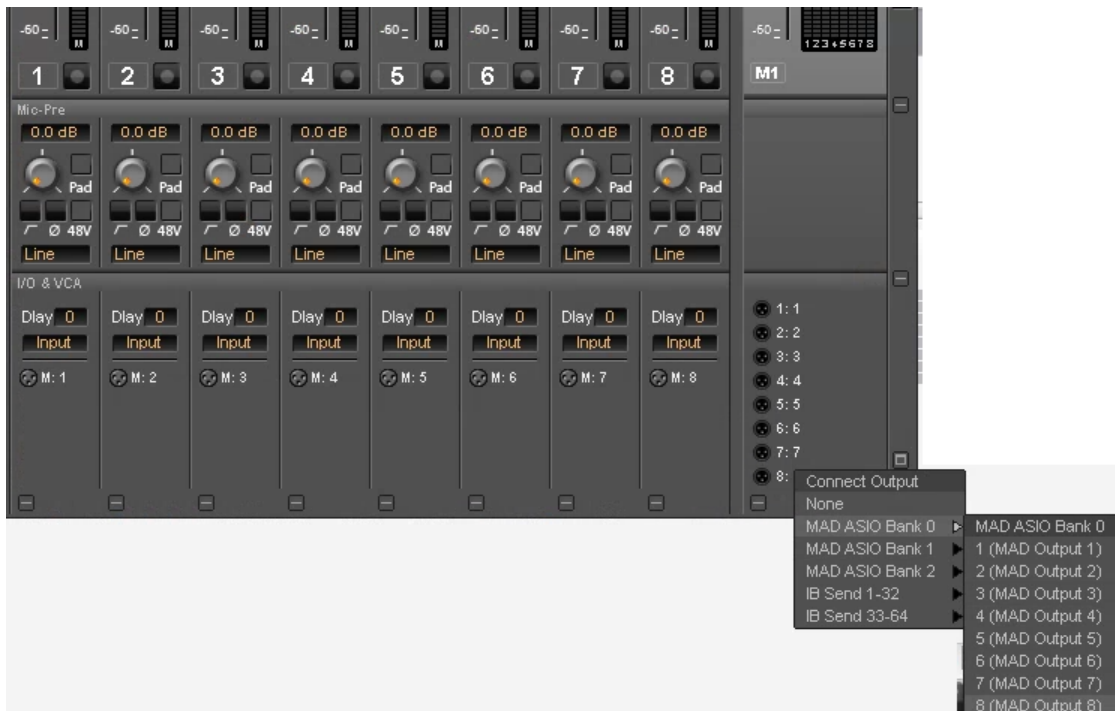 -60 -60 -60 -60 -60 -60 -60 -60 -60
M M M M M M M M 12345678
1 2 3 4 5 6 7 8 M1
Mic-Pre
0.0 dB 0.0 dB 0.0 dB 0.0 dB 0.0 dB 0.0 dB 0.0 dB 0.0 dB
Pad Pad Pad Pad Pad Pad Pad Pad
Ø 48V Ø 48V Ø 48V Ø 48V Ø 48V Ø 48V Ø 48V Ø 48V
Line Line Line Line Line Line Line Line
I/O & VCA
Dlay 0 Dlay 0 Dlay 0 Dlay 0 Dlay 0 Dlay 0 Dlay 0 Dlay 0
Input Input Input Input Input Input Input Input
M: 1 M: 2 M: 3 M: 4 M: 5 M: 6 M: 7 M: 8
1: 1
2: 2
3: 3
4: 4
5: 5
6: 6
7: 7
8:
Connect Output
None
MAD ASIO Bank 0
MAD ASIO Bank 1
MAD ASIO Bank 2
IB Send 1-32
IB Send 33-64
MAD ASIO Bank 0
1 (MAD Output 1)
2 (MAD Output 2)
3 (MAD Output 3)
4 (MAD Output 4)
5 (MAD Output 5)
6 (MAD Output 6)
7 (MAD Output 7)
8 (MAD Output 8)